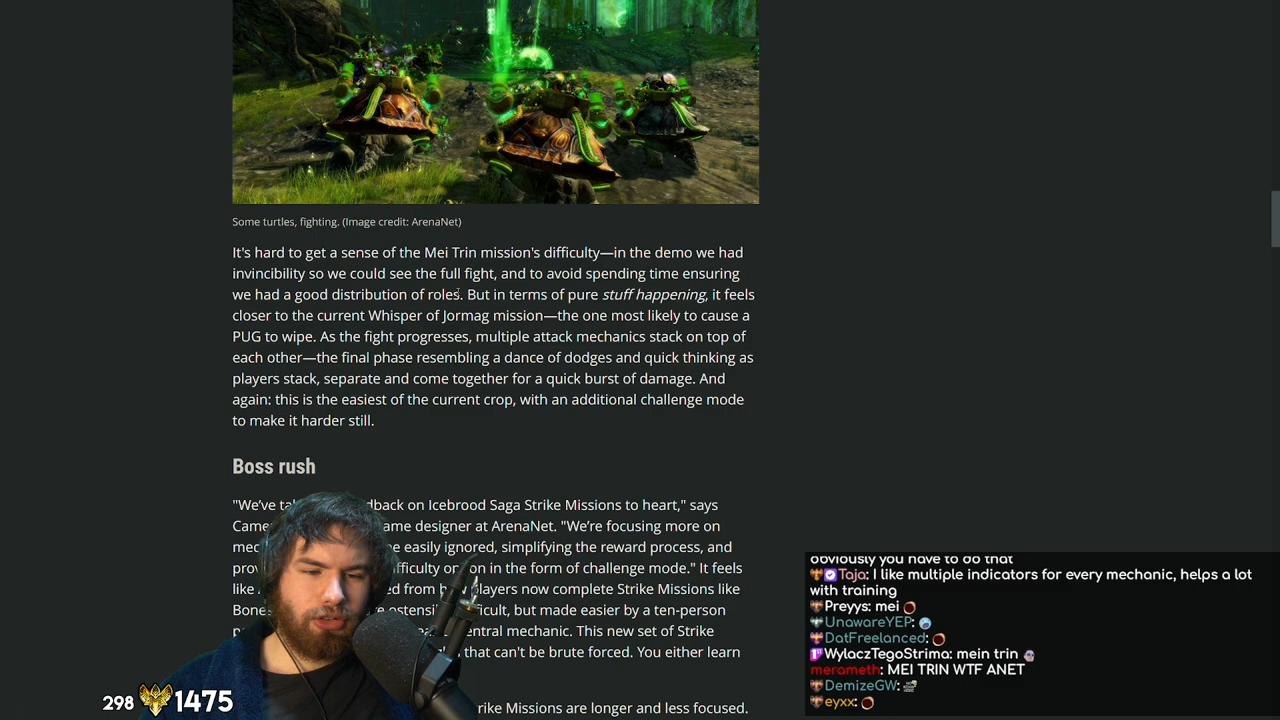 Some turtles, fighting. (Image credit: ArenaNet)
It's hard to get a sense of the Mei Trin mission's difficulty—in the demo we had
invincibility so we could see the full fight, and to avoid spending time ensuring
we had a good distribution of roles. But in terms of pure stuff happening, it feels
closer to the current Whisper of Jormag mission—the one most likely to cause a
PUG to wipe. As the fight progresses, multiple attack mechanics stack on top of
each other—the final phase resembling a dance of dodges and quick thinking as
players stack, separate and come together for a quick burst of damage. And
again: this is the easiest of the current crop, with an additional challenge mode
to make it harder still.
Boss rush
"We've ta dback on Icebrood Saga Strike Missions to heart," says
Came ame designer at ArenaNet. "We're focusing more on
mec e easily ignored, simplifying the reward process, and
prov fficulty on in the form of challenge mode." It feels
like ed from players now complete Strike Missions like
Bones ostensi but made easier by a ten-person
central mechanic. This new set of Strike
that can't be brute forced. You either learn
rike Missions are longer and less focused.
obviously you have to do that
Taja: I like multiple indicators for every mechanic, helps a lot
with training
Preyys: mei
UnawareYEP:
DatFreelanced:
WylaczTegoStrima: mein trin
merameth: MEI TRIN WTF ANET
DemizeGW:
eyxx:
298 1475